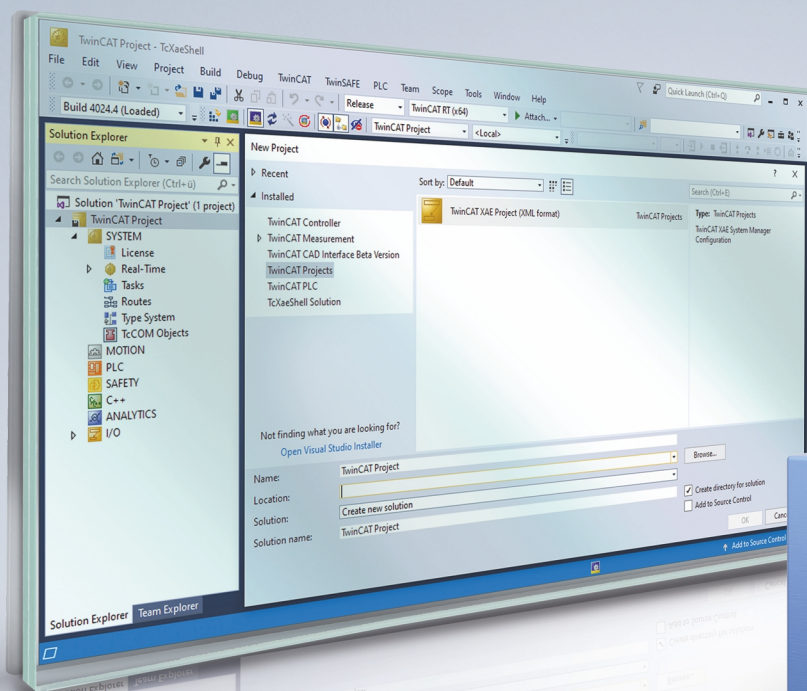 TwinCAT Project - TcXaeShell
File Edit View Project Build Debug TwinCAT TwinSAFE PLC Team Scope Tools Window Help
Quick Launch (Ctrl+Q)
Release
TwinCAT RT (x64)
Attach...
Build 4024.4 (Loaded)
TwinCAT Project
<Local>
Solution Explorer
Search Solution Explorer (Ctrl+ü)
Solution 'TwinCAT Project' (1 project)
TwinCAT Project
SYSTEM
License
Real-Time
Tasks
Routes
Type System
TcCOM Objects
MOTION
PLC
SAFETY
C++
ANALYTICS
I/O
Solution Explorer Team Explorer
New Project
? X
Recent
Installed
TwinCAT Controller
TwinCAT Measurement
TwinCAT CAD Interface Beta Version
TwinCAT Projects
TwinCAT PLC
TcXaeShell Solution
Not finding what you are looking for?
Open Visual Studio Installer
Sort by: Default
Search (Ctrl+E)
TwinCAT XAE Project (XML format) TwinCAT Projects
Type: TwinCAT Projects
TwinCAT XAE System Manager
Configuration
Name: TwinCAT Project
Location:
Browse...
Solution: Create new solution
Create directory for solution
Solution name: TwinCAT Project
Add to Source Control
OK
Add to Source Control